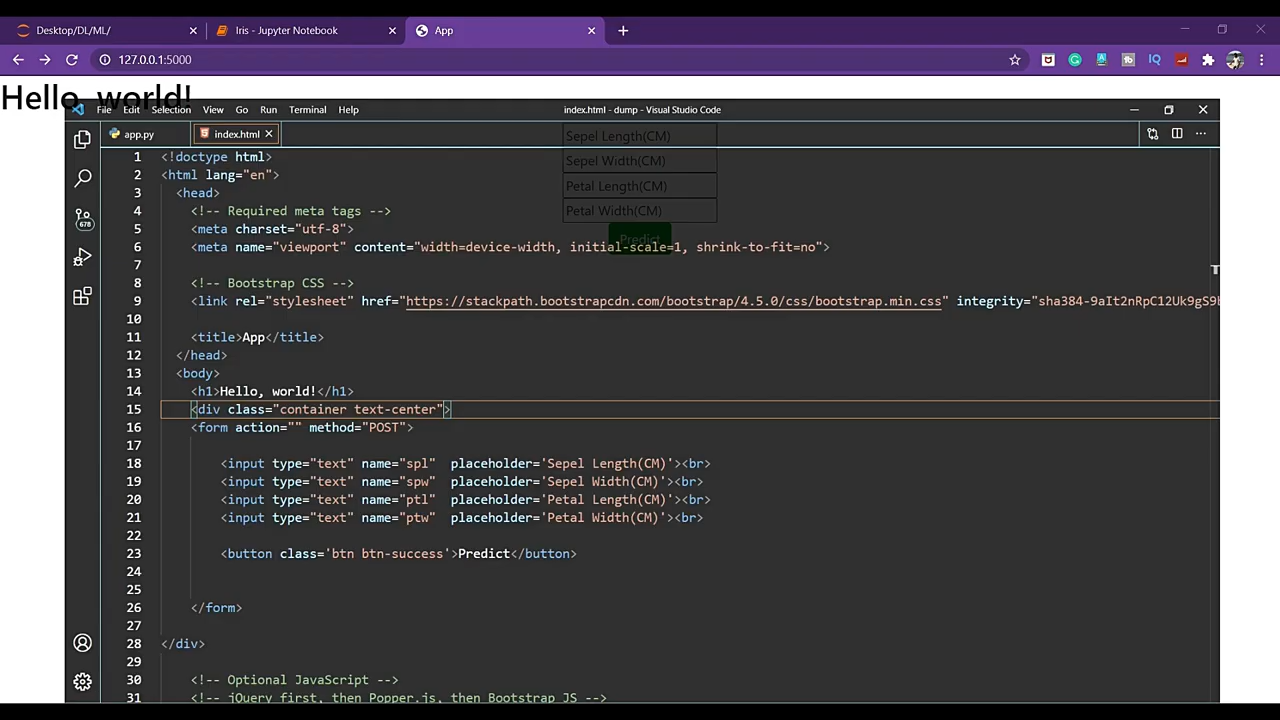 Desktop/DL/ML/
Iris - Jupyter Notebook
App
127.0.0.1:5000
Hello, world!
File Edit Selection View Go Run Terminal Help
index.html - dump - Visual Studio Code
app.py
index.html
Sepel Length(CM)
Sepel Width(CM)
Petal Length(CM)
Petal Width(CM)
Predict
678
1 <!doctype html>
2 <html lang="en">
3 <head>
4 <!-- Required meta tags -->
5 <meta charset="utf-8">
6 <meta name="viewport" content="width=device-width, initial-scale=1, shrink-to-fit=no">
7
8 <!-- Bootstrap CSS -->
9 <link rel="stylesheet" href="https://stackpath.bootstrapcdn.com/bootstrap/4.5.0/css/bootstrap.min.css" integrity="sha384-9aIt2nRpC12Uk9gS9b
10
11 <title>App</title>
12 </head>
13 <body>
14 <h1>Hello, world!</h1>
15 <div class="container text-center">
16 <form action="" method="POST">
17
18 <input type="text" name="spl" placeholder='Sepel Length(CM)'><br>
19 <input type="text" name="spw" placeholder='Sepel Width(CM)'><br>
20 <input type="text" name="ptl" placeholder='Petal Length(CM)'><br>
21 <input type="text" name="ptw" placeholder='Petal Width(CM)'><br>
22
23 <button class='btn btn-success'>Predict</button>
24
25
26 </form>
27
28 </div>
29
30 <!-- Optional JavaScript -->
31 <!-- jQuery first, then Popper.js, then Bootstrap JS -->